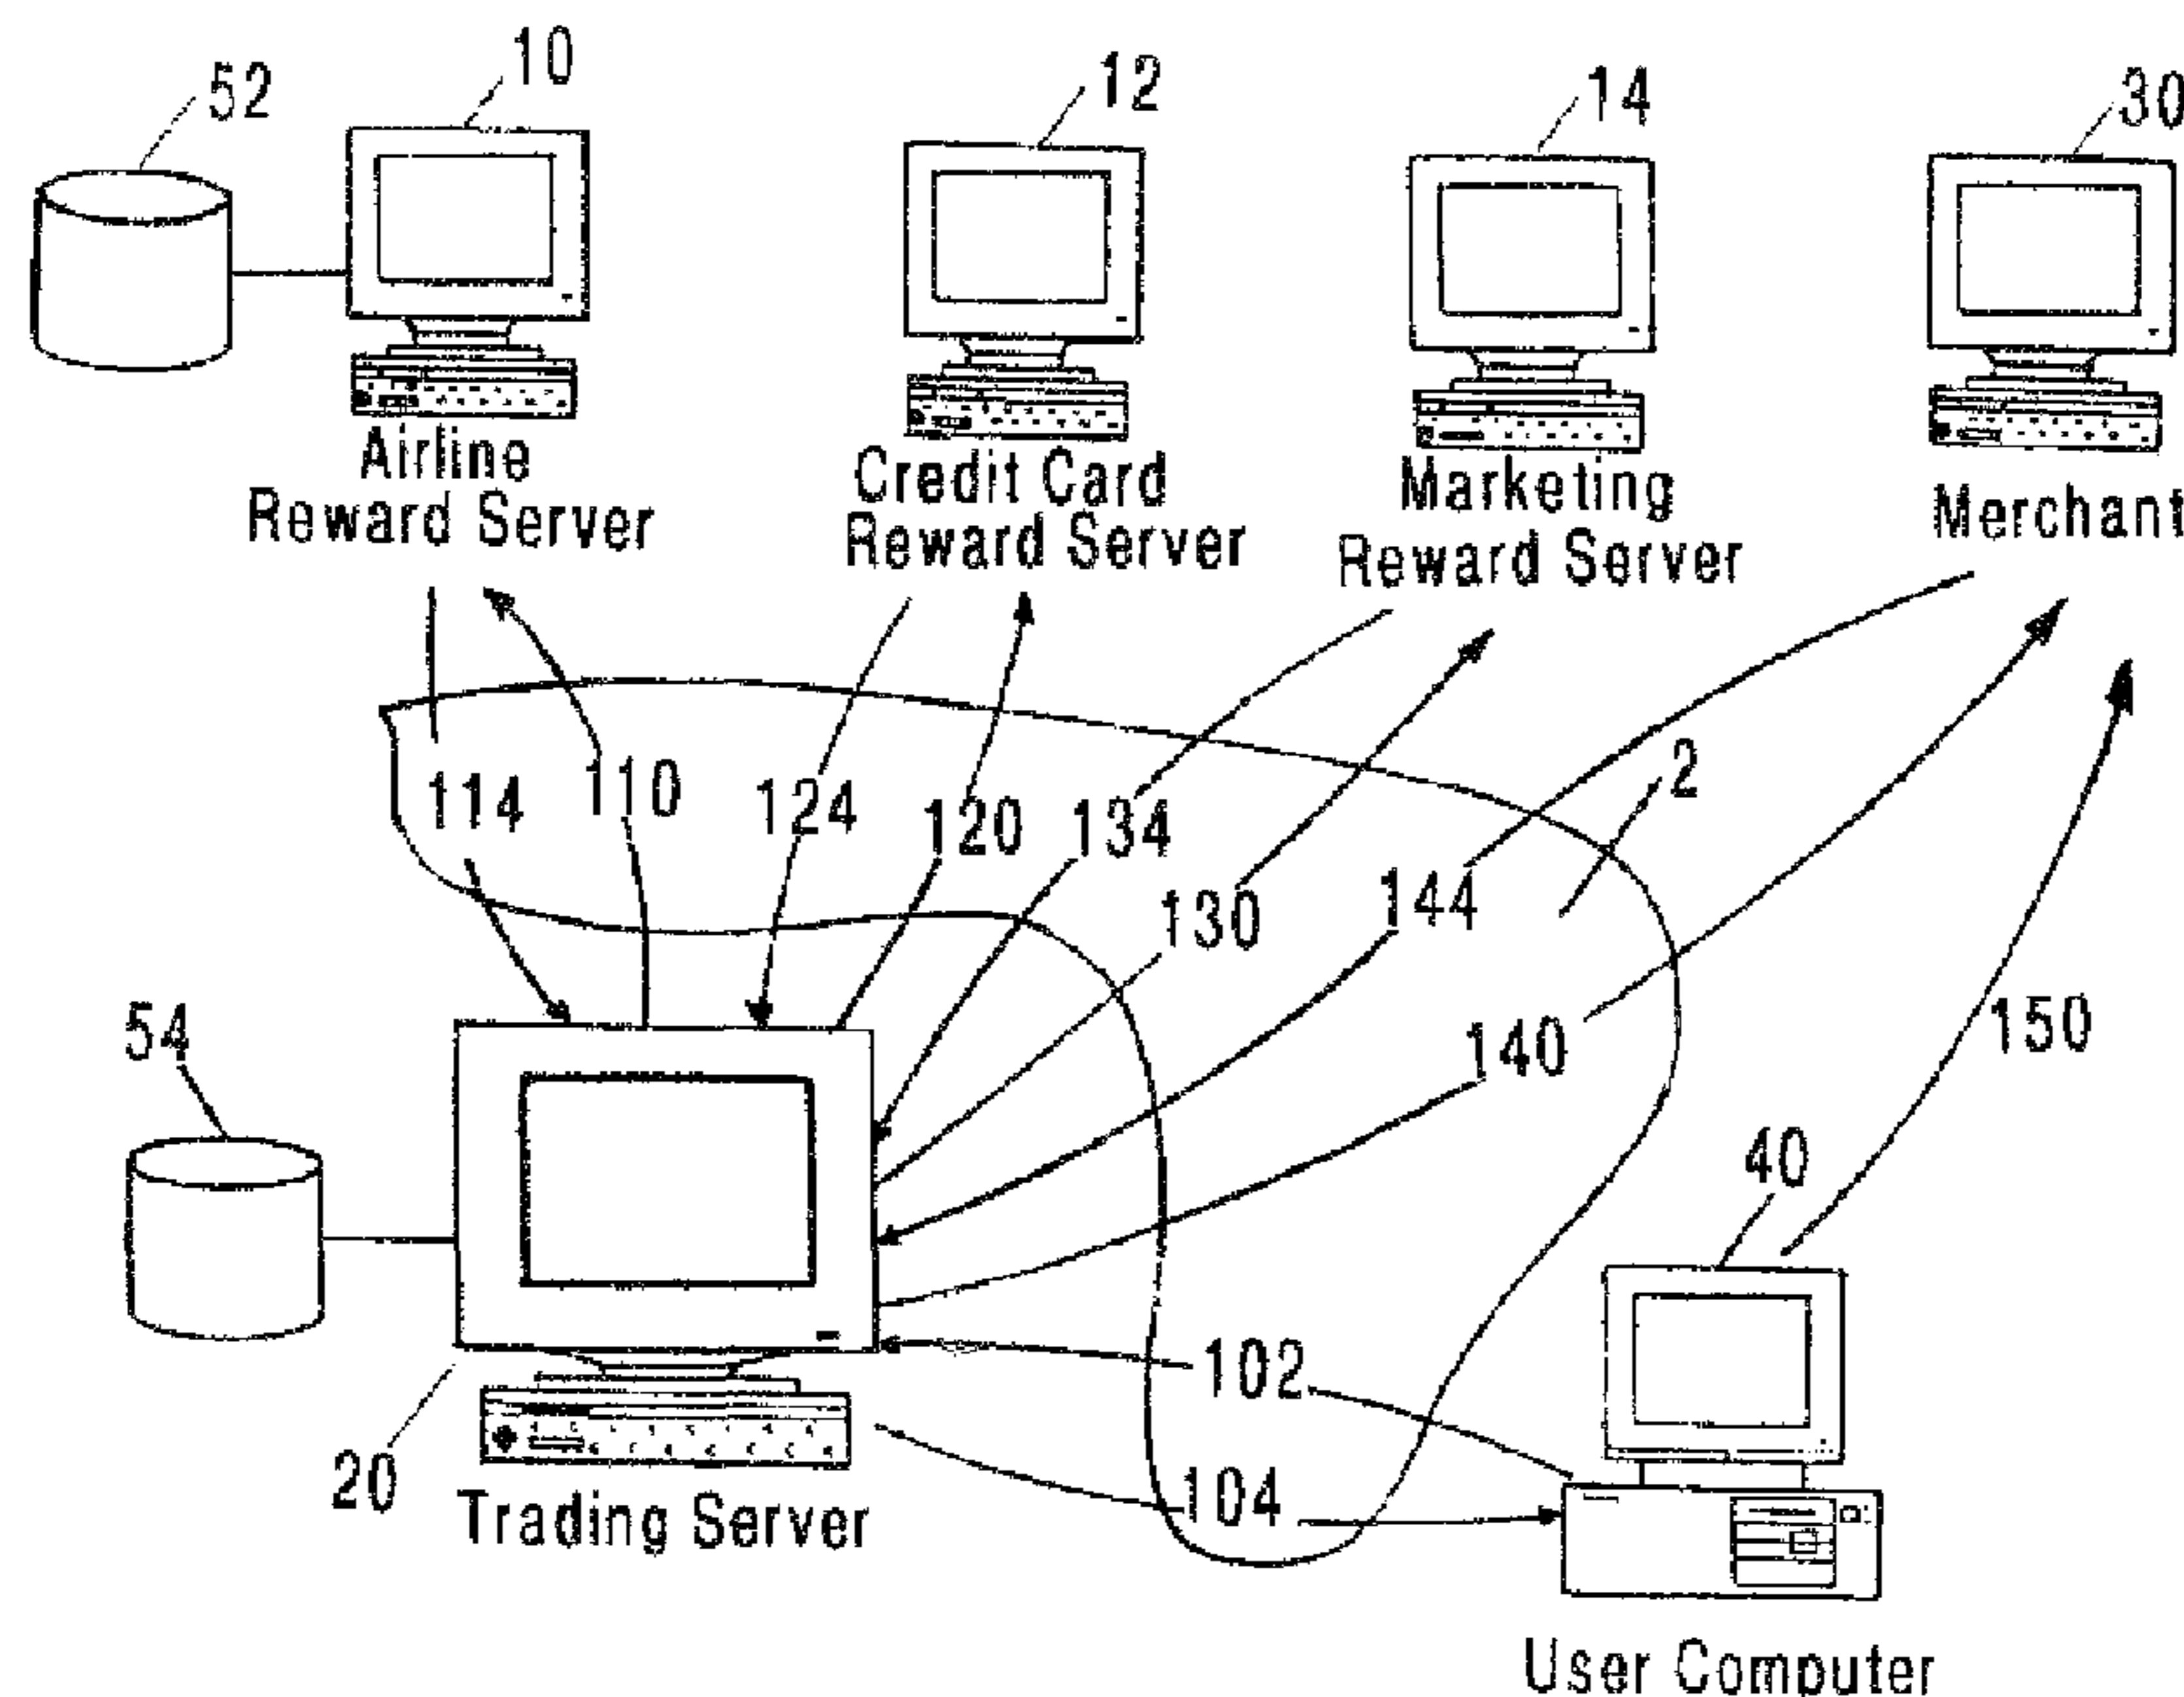 52
10
12
14
30
Airline
Reward Server
Credit Card
Reward Server
Marketing
Reward Server
Merchant
114
110
124
120
134
130
144
2
140
150
54
40
102
104
20
Trading Server
User Computer